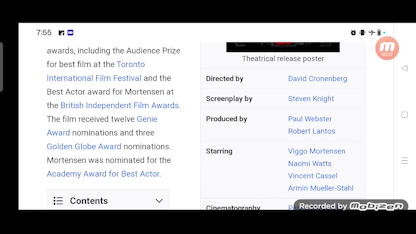 7:55
awards, including the Audience Prize
for best film at the Toronto
International Film Festival and the
Best Actor award for Mortensen at
the British Independent Film Awards.
The film received twelve Genie
Award nominations and three
Golden Globe Award nominations.
Mortensen was nominated for the
Academy Award for Best Actor.
Contents
Theatrical release poster
Directed by David Cronenberg
Screenplay by Steven Knight
Produced by Paul Webster
Robert Lantos
Starring Viggo Mortensen
Naomi Watts
Vincent Cassel
Armin Mueller-Stahl
Cinematography
Recorded by Mobizen